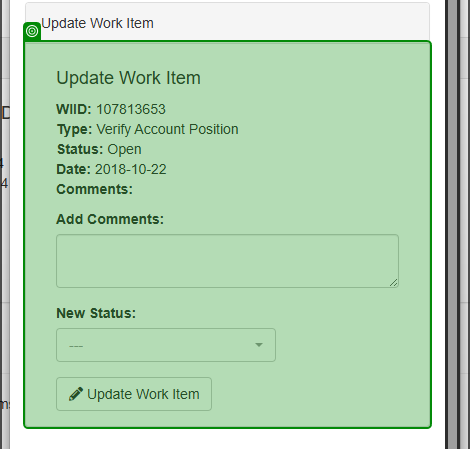 Update Work Item
Update Work Item
WIID: 107813653
Type: Verify Account Position
Status: Open
Date: 2018-10-22
Comments:
Add Comments:
New Status:
---
Update Work Item